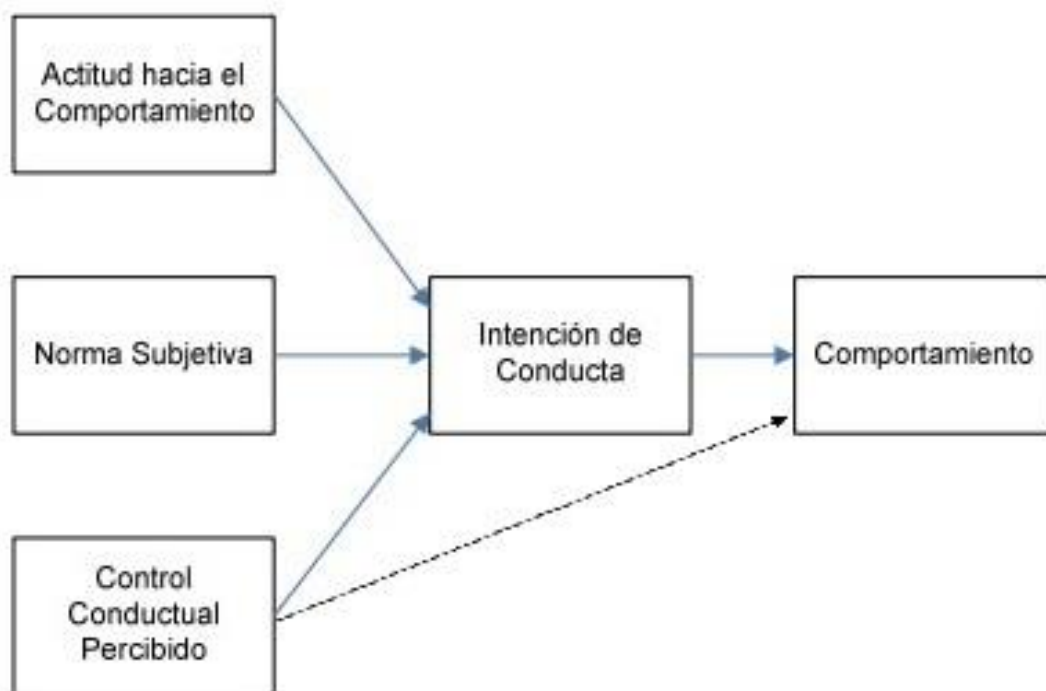 Actitud hacia el
Comportamiento
Norma Subjetiva
Intención de
Conducta
Comportamiento
Control
Conductual
Percibido